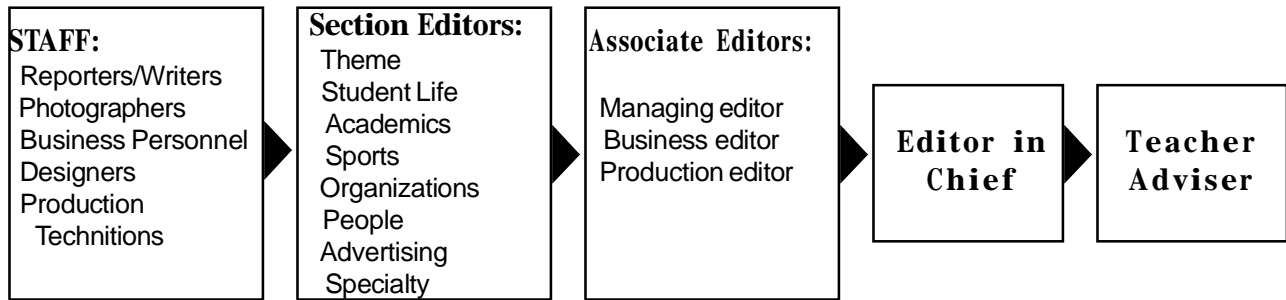 STAFF:
Reporters/Writers
Photographers
Business Personnel
Designers
Production
Technitions
Section Editors:
Theme
Student Life
Academics
Sports
Organizations
People
Advertising
Specialty
Associate Editors:
Managing editor
Business editor
Production editor
Editor in
Chief
Teacher
Adviser